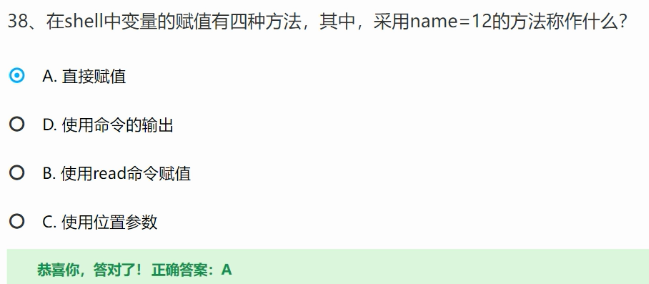 38、在shell中变量的赋值有四种方法，其中，采用name=12的方法称作什么？
A. 直接赋值
D. 使用命令的输出
B. 使用read命令赋值
C. 使用位置参数
恭喜你，答对了！正确答案：A